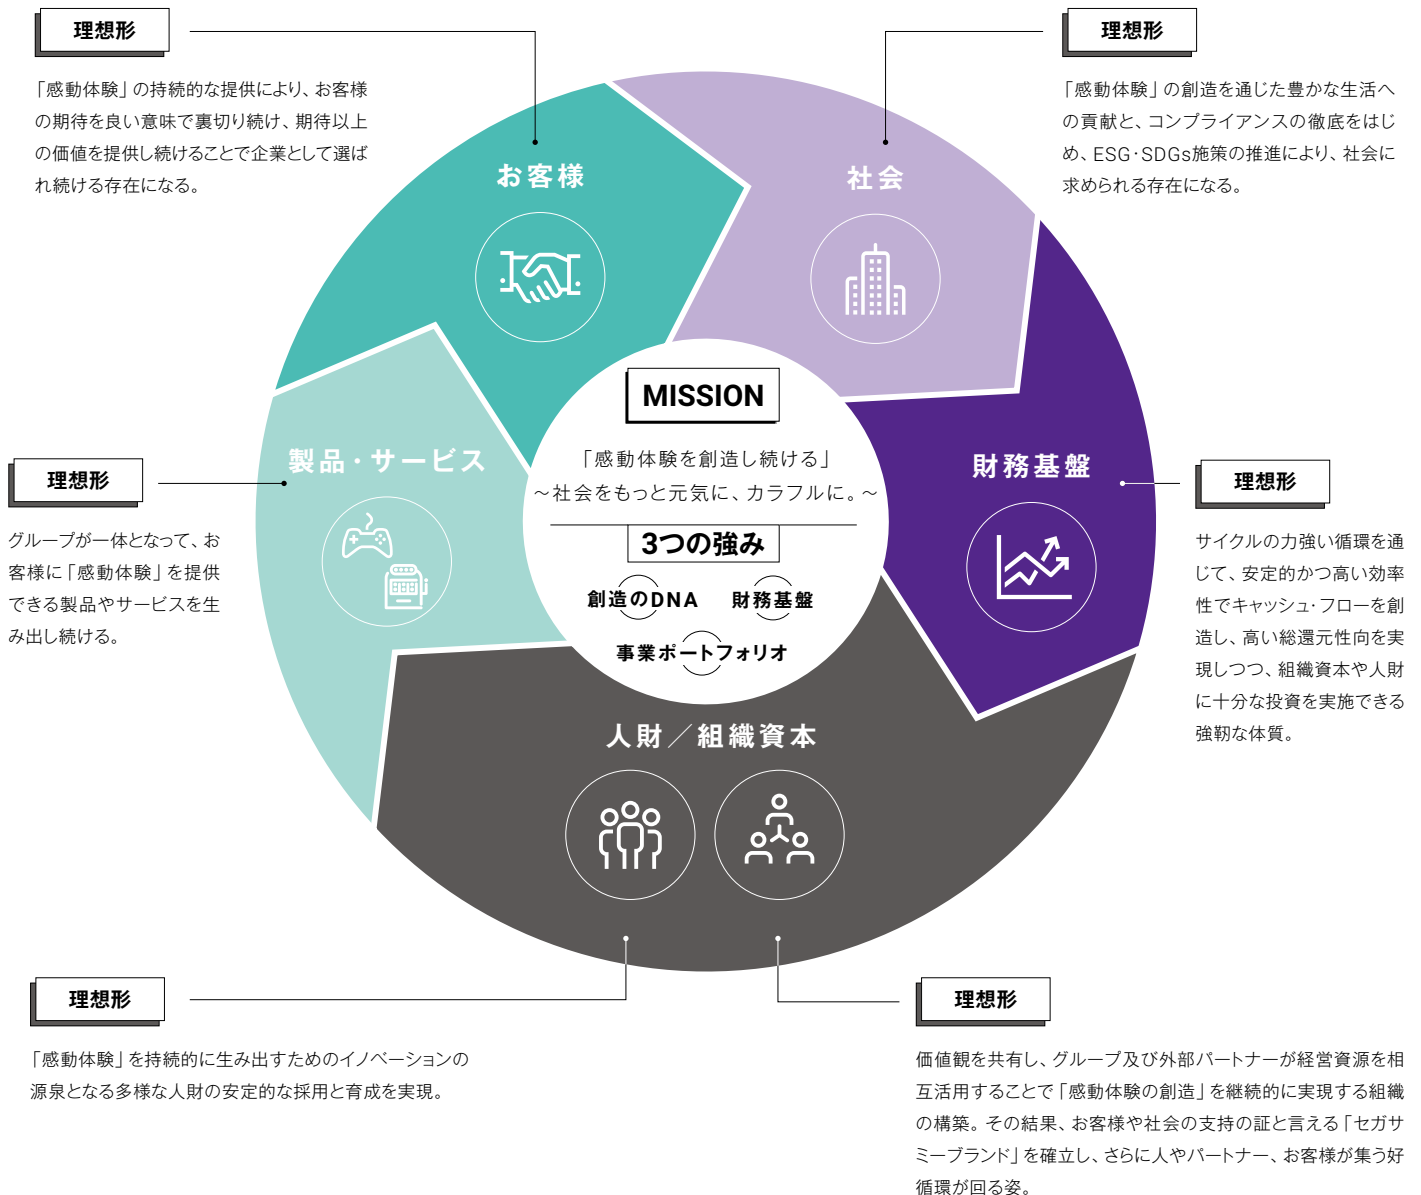 理想形
「感動体験」の持続的な提供により、お客様
の期待を良い意味で裏切り続け、期待以上
の価値を提供し続けることで企業として選ば
れ続ける存在になる。
理想形
「感動体験」の創造を通じた豊かな生活へ
の貢献と、コンプライアンスの徹底をはじ
め、ESG・SDGs施策の推進により、社会に
求められる存在になる。
お客様
社会
MISSION
「感動体験を創造し続ける」
～社会をもっと元気に、カラフルに。～
3つの強み
創造のDNA
財務基盤
事業ポートフォリオ
製品・サービス
財務基盤
理想形
グループが一体となって、お
客様に「感動体験」を提供
できる製品やサービスを生
み出し続ける。
理想形
サイクルの力強い循環を通
じて、安定的かつ高い効率
性でキャッシュ・フローを創
造し、高い総還元性向を実
現しつつ、組織資本や人財
に十分な投資を実施できる
強靭な体質。
人財／組織資本
理想形
「感動体験」を持続的に生み出すためのイノベーションの
源泉となる多様な人財の安定的な採用と育成を実現。
理想形
価値観を共有し、グループ及び外部パートナーが経営資源を相
互活用することで「感動体験の創造」を継続的に実現する組織
の構築。その結果、お客様や社会の支持の証と言える「セガサ
ミーブランド」を確立し、さらに人やパートナー、お客様が集う好
循環が回る姿。